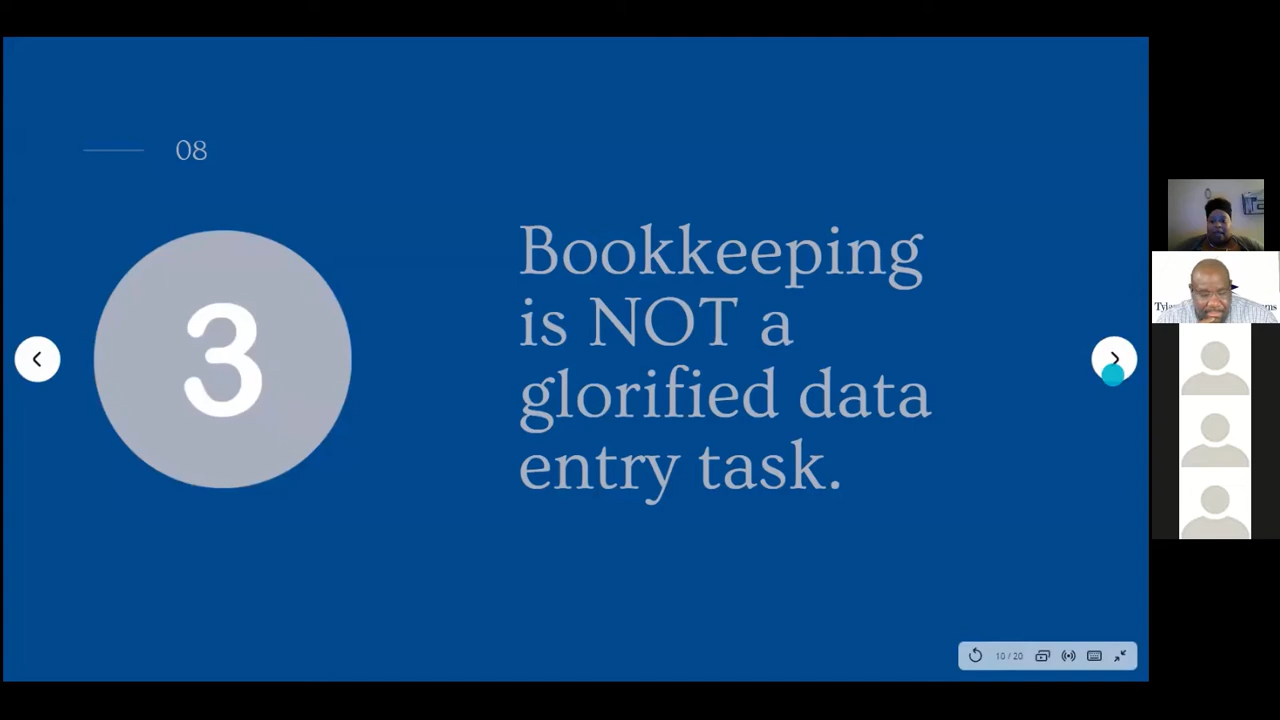 08
3
Bookkeeping
is NOT a
glorified data
entry task.
10 / 20